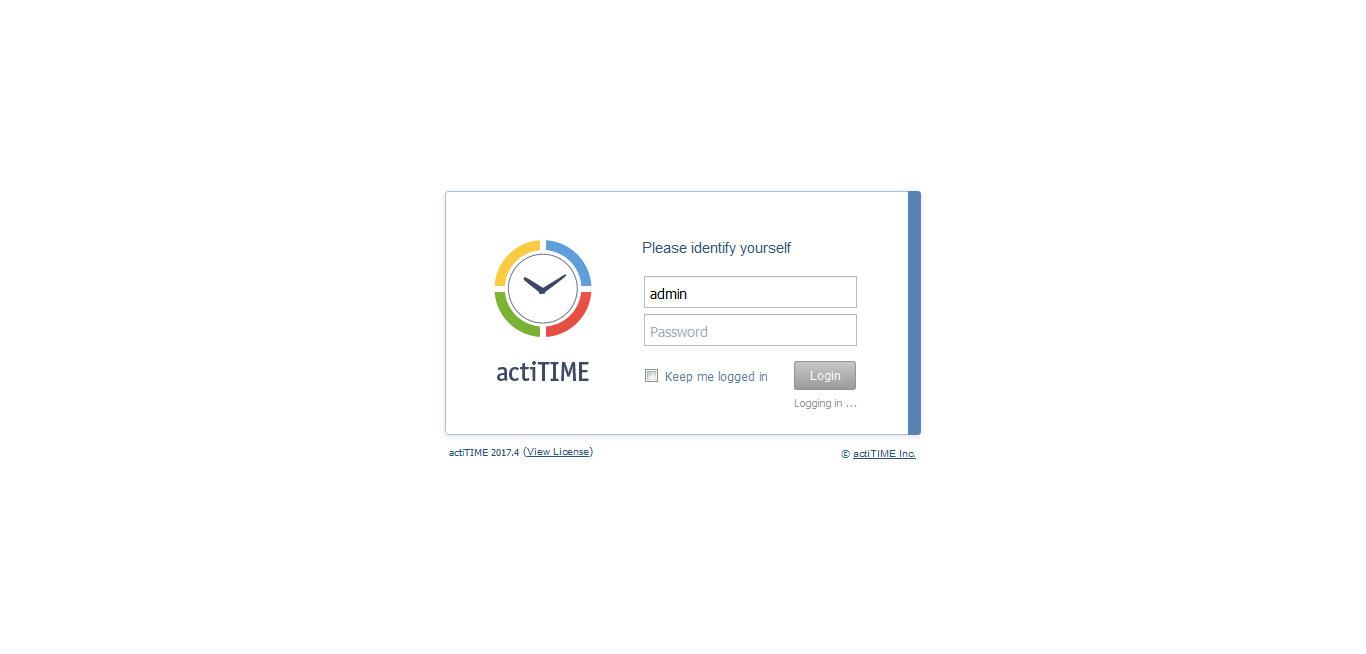 Please identify yourself
admin
Password
actiTIME
Keep me logged in
Login
Logging in ...
actiTIME 2017.4 (View License)
© actiTIME Inc.